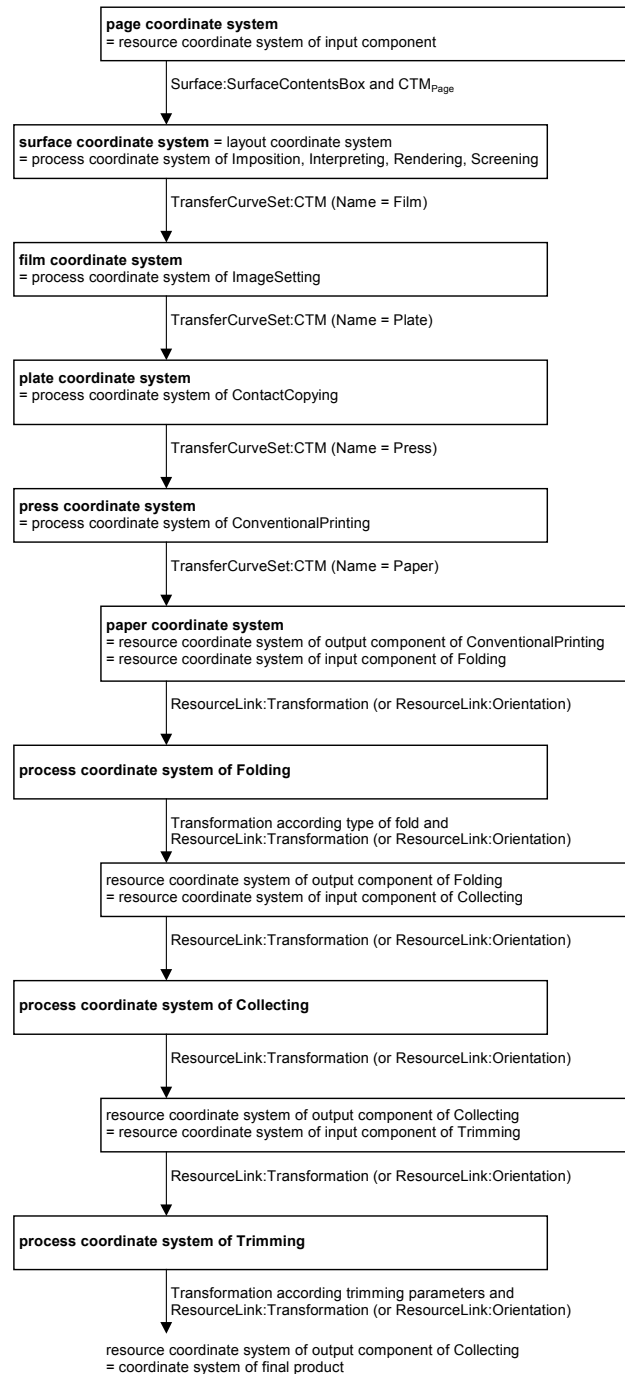 page coordinate system
= resource coordinate system of input component
Surface:SurfaceContentsBox and CTMPage
surface coordinate system = layout coordinate system
= process coordinate system of Imposition, Interpreting, Rendering, Screening
TransferCurveSet:CTM (Name = Film)
film coordinate system
= process coordinate system of ImageSetting
TransferCurveSet:CTM (Name = Plate)
plate coordinate system
= process coordinate system of ContactCopying
TransferCurveSet:CTM (Name = Press)
press coordinate system
= process coordinate system of ConventionalPrinting
TransferCurveSet:CTM (Name = Paper)
paper coordinate system
= resource coordinate system of output component of ConventionalPrinting
= resource coordinate system of input component of Folding
ResourceLink:Transformation (or ResourceLink:Orientation)
process coordinate system of Folding
Transformation according type of fold and
ResourceLink:Transformation (or ResourceLink:Orientation)
resource coordinate system of output component of Folding
= resource coordinate system of input component of Collecting
ResourceLink:Transformation (or ResourceLink:Orientation)
process coordinate system of Collecting
ResourceLink:Transformation (or ResourceLink:Orientation)
resource coordinate system of output component of Collecting
= resource coordinate system of input component of Trimming
ResourceLink:Transformation (or ResourceLink:Orientation)
process coordinate system of Trimming
Transformation according trimming parameters and
ResourceLink:Transformation (or ResourceLink:Orientation)
resource coordinate system of output component of Collecting
= coordinate system of final product